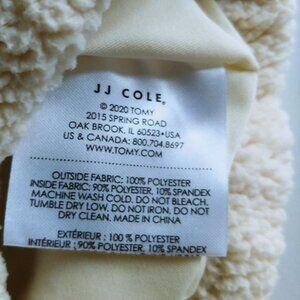 JJ COLE®
© 2020 TOMY
2015 SPRING ROAD
OAK BROOK, IL 60523•USA
US & CANADA: 800.704.8697
WWW.TOMY.COM
OUTSIDE FABRIC: 100% POLYESTER
INSIDE FABRIC: 90% POLYESTER, 10% SPANDEX
MACHINE WASH COLD. DO NOT BLEACH.
TUMBLE DRY LOW. DO NOT IRON. DO NOT
DRY CLEAN. MADE IN CHINA
EXTÉRIEUR : 100 % POLYESTER
INTÉRIEUR : 90% POLYESTER, 10% SPANDEX